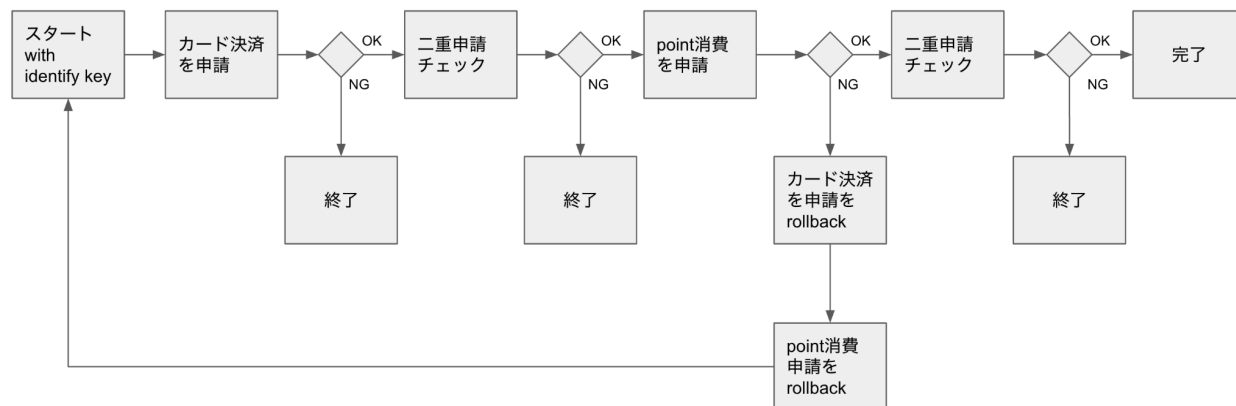 スタート
with
identify key
カード決済
を申請
OK
NG
二重申請
チェック
OK
NG
point消費
を申請
OK
NG
二重申請
チェック
OK
NG
完了
終了
終了
カード決済
を申請を
rollback
終了
point消費
申請を
rollback